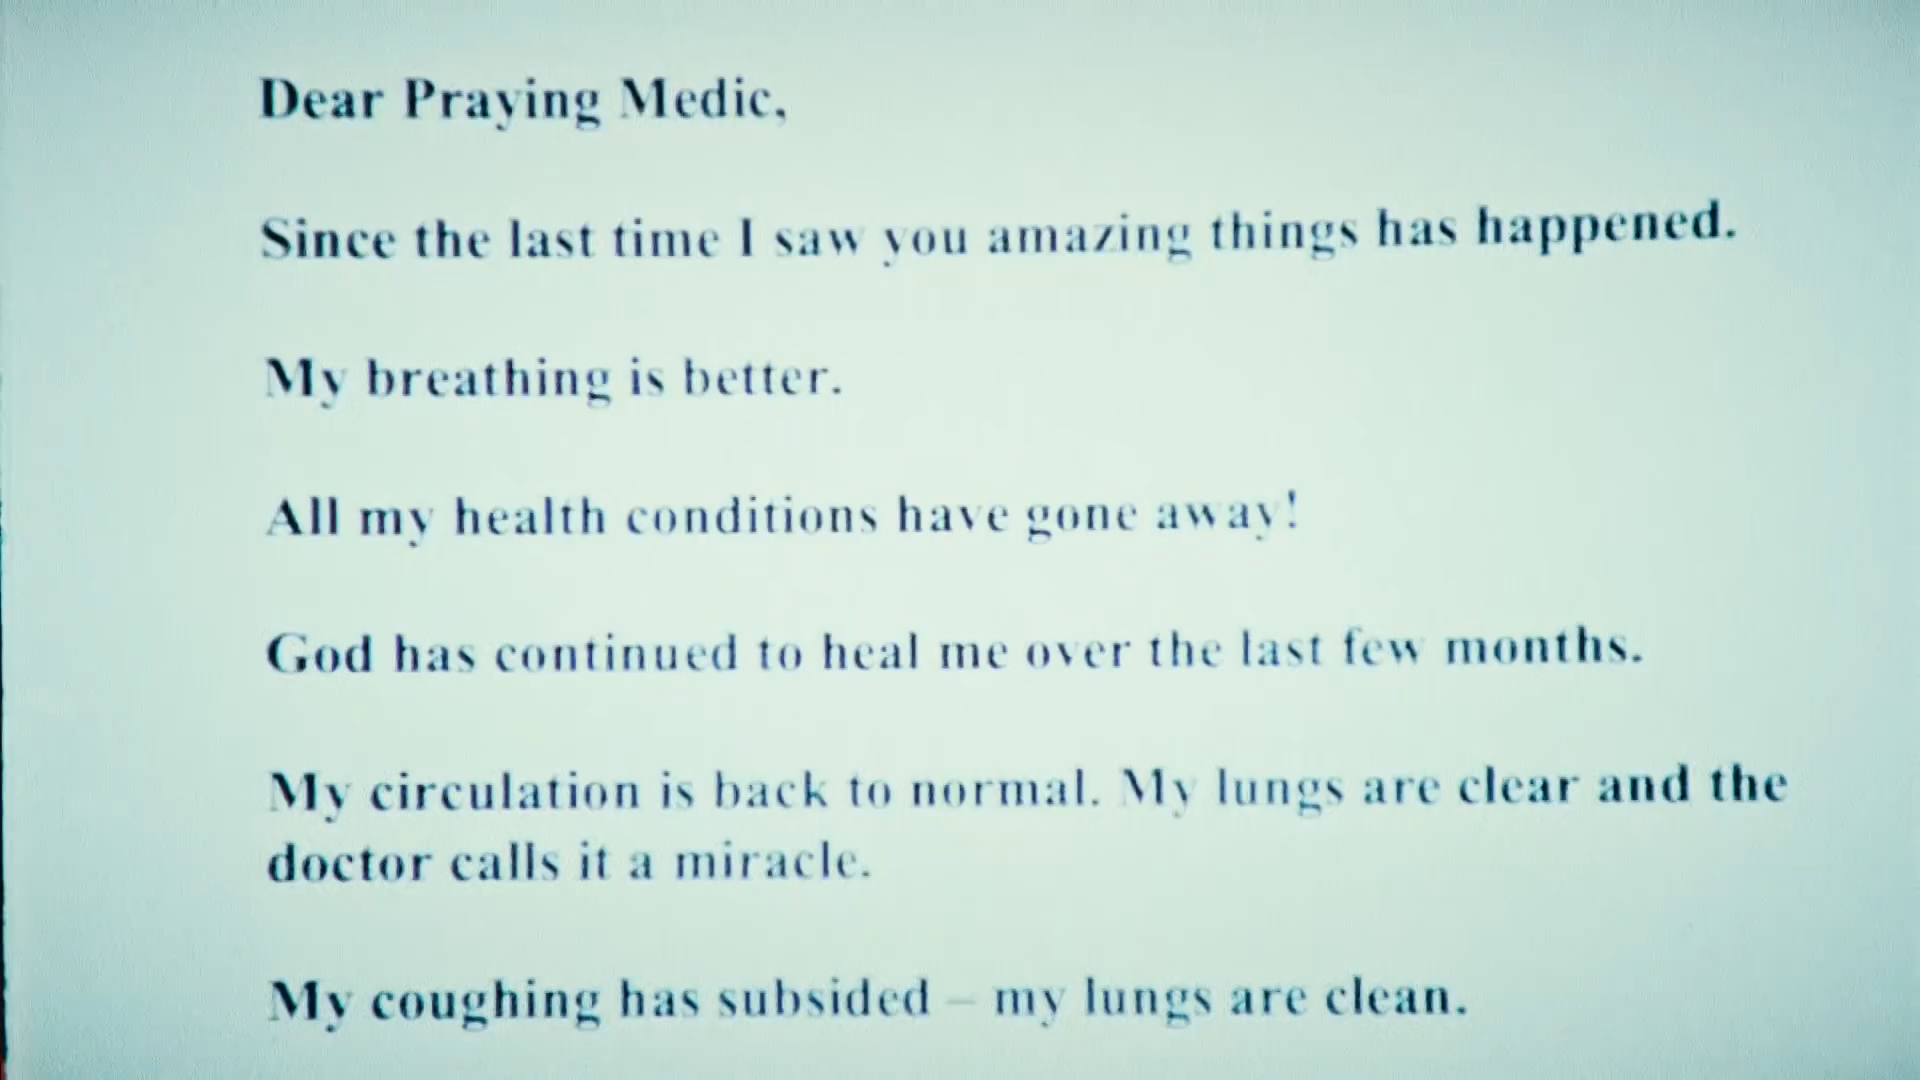 Dear Praying Medic,
Since the last time I saw you amazing things has happened.
My breathing is better.
All my health conditions have gone away!
God has continued to heal me over the last few months.
My circulation is back to normal. My lungs are clear and the
doctor calls it a miracle.
My coughing has subsided – my lungs are clean.